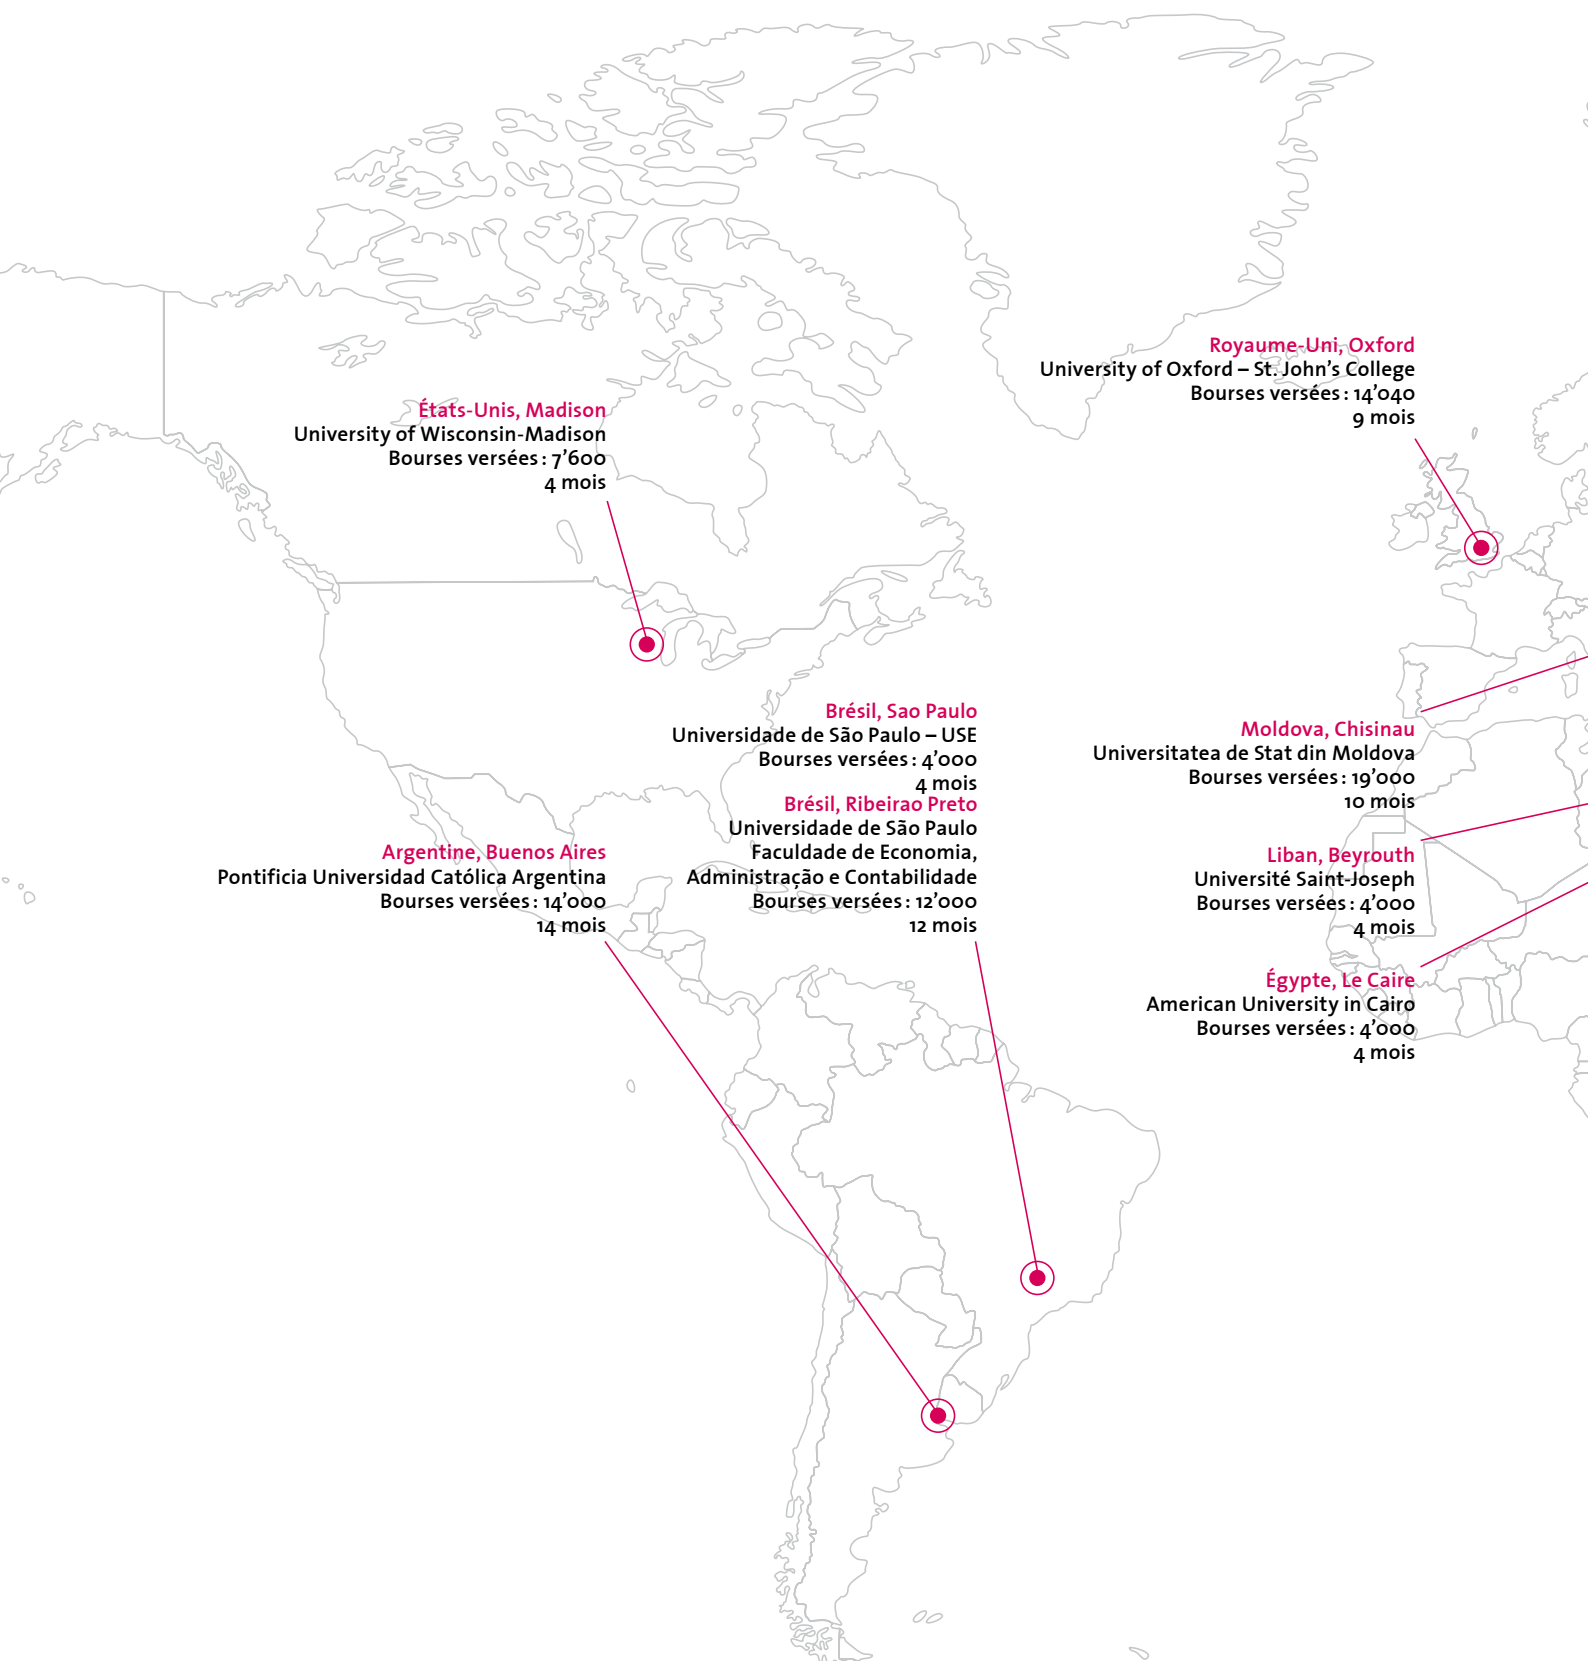 Royaume-Uni, Oxford
University of Oxford – St. John’s College
Bourses versées : 14’040
9 mois
États-Unis, Madison
University of Wisconsin-Madison
Bourses versées : 7’600
4 mois
Brésil, Sao Paulo
Universidade de São Paulo – USE
Bourses versées : 4’000
4 mois
Brésil, Ribeirao Preto
Universidade de São Paulo
Faculdade de Economia,
Administração e Contabilidade
Bourses versées : 12’000
12 mois
Argentine, Buenos Aires
Pontificia Universidad Católica Argentina
Bourses versées : 14’000
14 mois
Moldova, Chisinau
Universitatea de Stat din Moldova
Bourses versées : 19’000
10 mois
Liban, Beyrouth
Université Saint-Joseph
Bourses versées : 4’000
4 mois
Égypte, Le Caire
American University in Cairo
Bourses versées : 4’000
4 mois